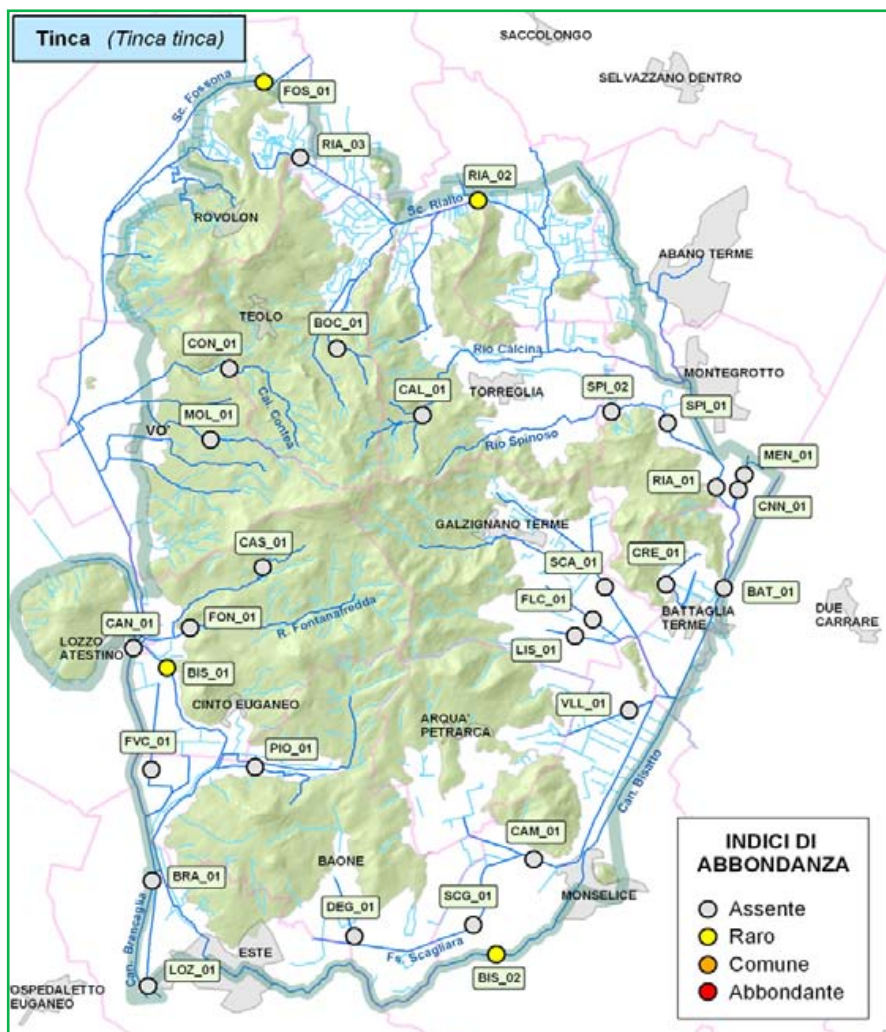 Tinca (Tinca tinca)
SACCOLONGO
SELVAZZANO DENTRO
Sc. Fossona
FOS_01
RIA_03
RIA_02
Sc. Rialto
ROVOLON
ABANO TERME
TEOLO
BOC_01
CON_01
Rio Calcina
MONTEGROTTO
CAL_01
TORREGLIA
SPI_02
SPI_01
Cal. Contea
MOL_01
VO'
Rio Spinoso
MEN_01
RIA_01
CNN_01
GALZIGNANO TERME
CAS_01
SCA_01
CRE_01
BAT_01
FLC_01
BATTAGLIA
TERME
DUE
CARRARE
CAN_01
FON_01
R. Fontanafredda
LOZZO
ATESTINO
LIS_01
BIS_01
CINTO EUGANEO
VLL_01
ARQUA'
PETRARCA
FVC_01
PIO_01
Can. Bisatto
CAM_01
BAONE
MONSELICE
BRA_01
DEG_01
SCG_01
Can. Brancaglia
ESTE
Fs. Scagliara
LOZ_01
BIS_02
OSPEDALETTO
EUGANEO
INDICI DI
ABBONDANZA
Assente
Raro
Comune
Abbondante